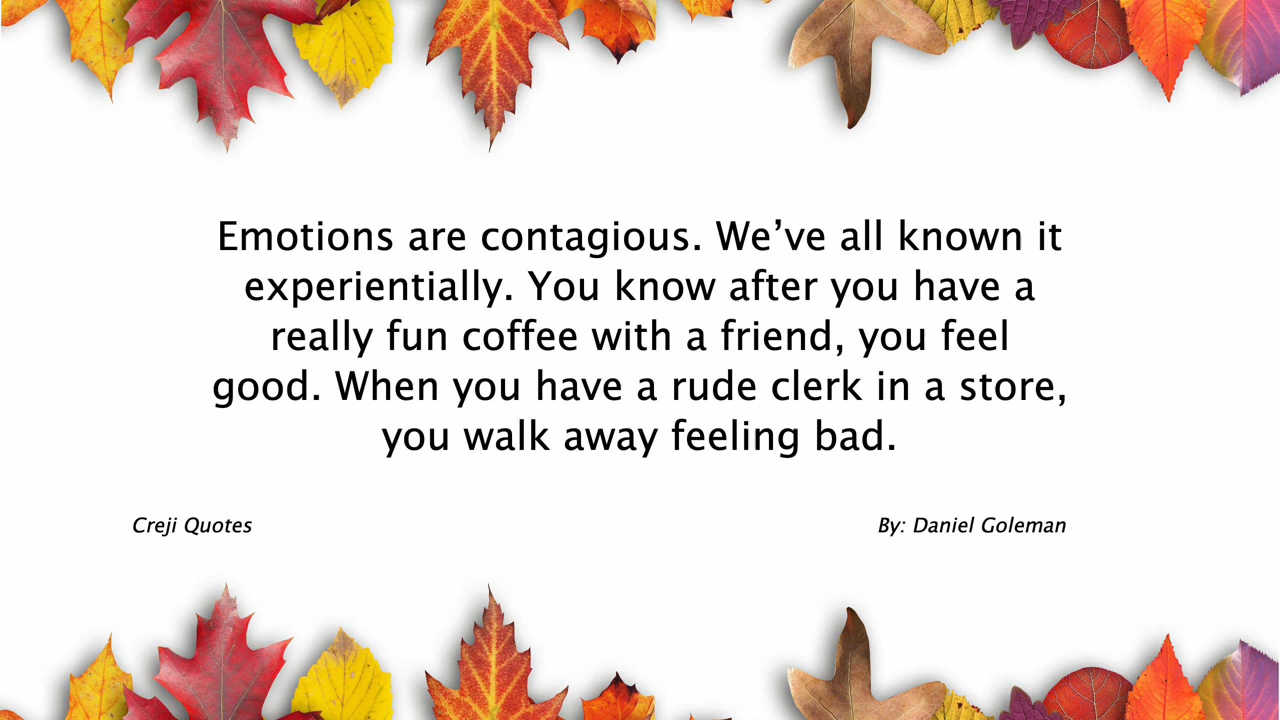 Emotions are contagious. We’ve all known it
experientially. You know after you have a
really fun coffee with a friend, you feel
good. When you have a rude clerk in a store,
you walk away feeling bad.
Creji Quotes
By: Daniel Goleman